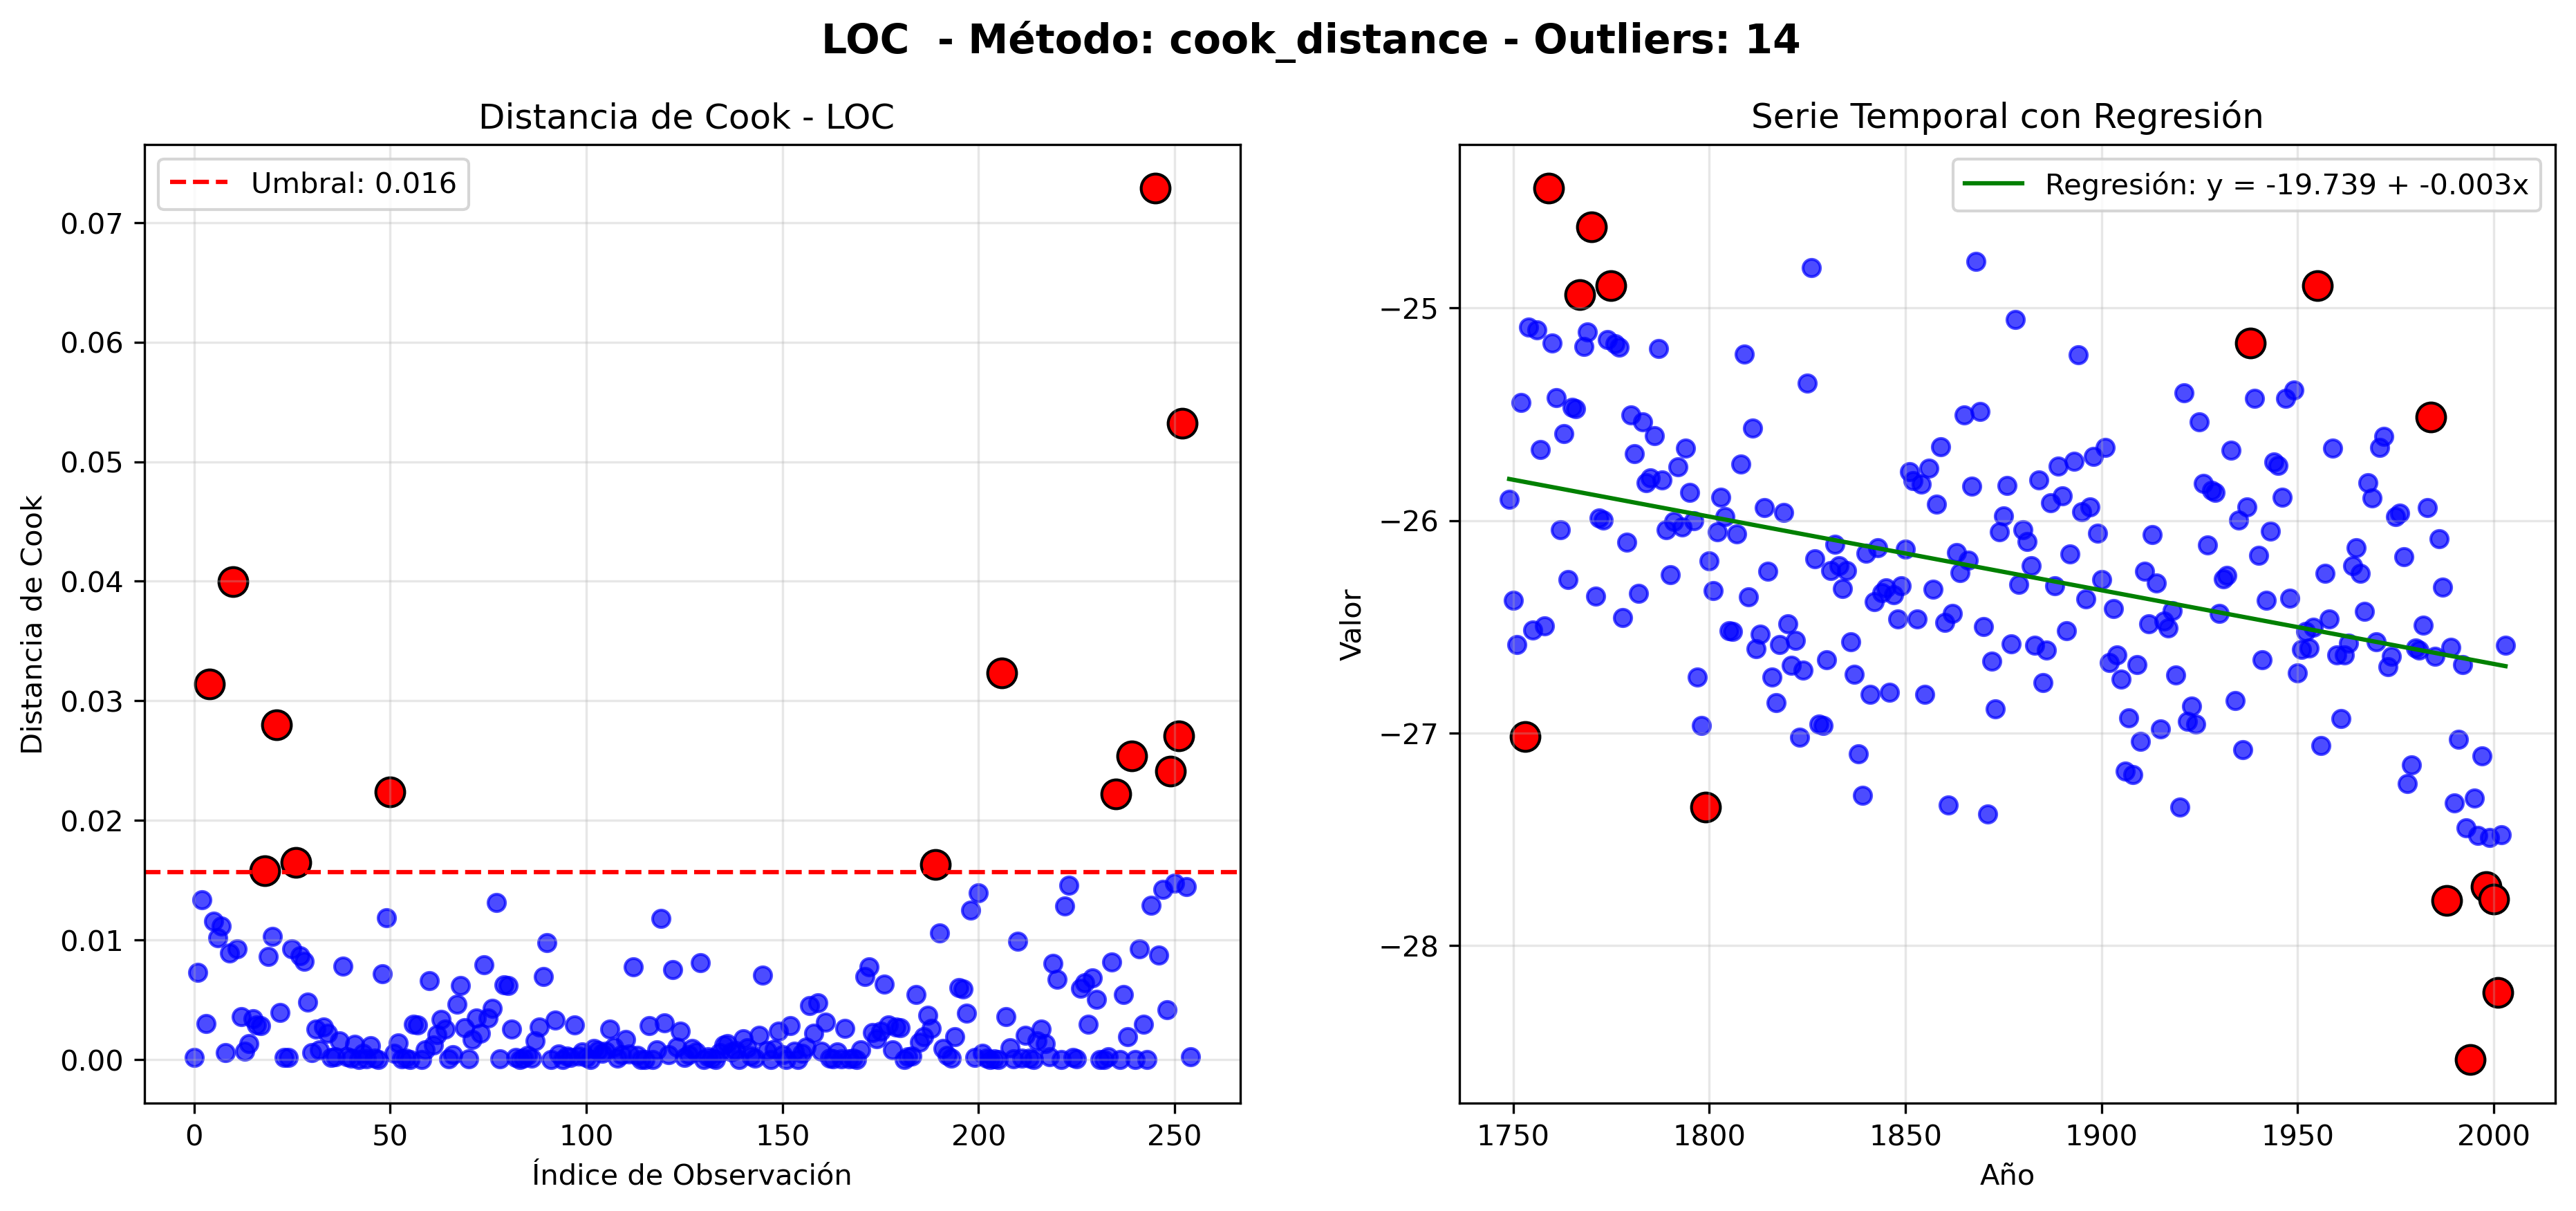 LOC  - Método: cook_distance - Outliers: 14
Distancia de Cook - LOC
Umbral: 0.016
Distancia de Cook
0.07
0.06
0.05
0.04
0.03
0.02
0.01
0.00
0
50
100
150
200
250
Índice de Observación
Serie Temporal con Regresión
Regresión: y = -19.739 + -0.003x
Valor
−25
−26
−27
−28
1750
1800
1850
1900
1950
2000
Año